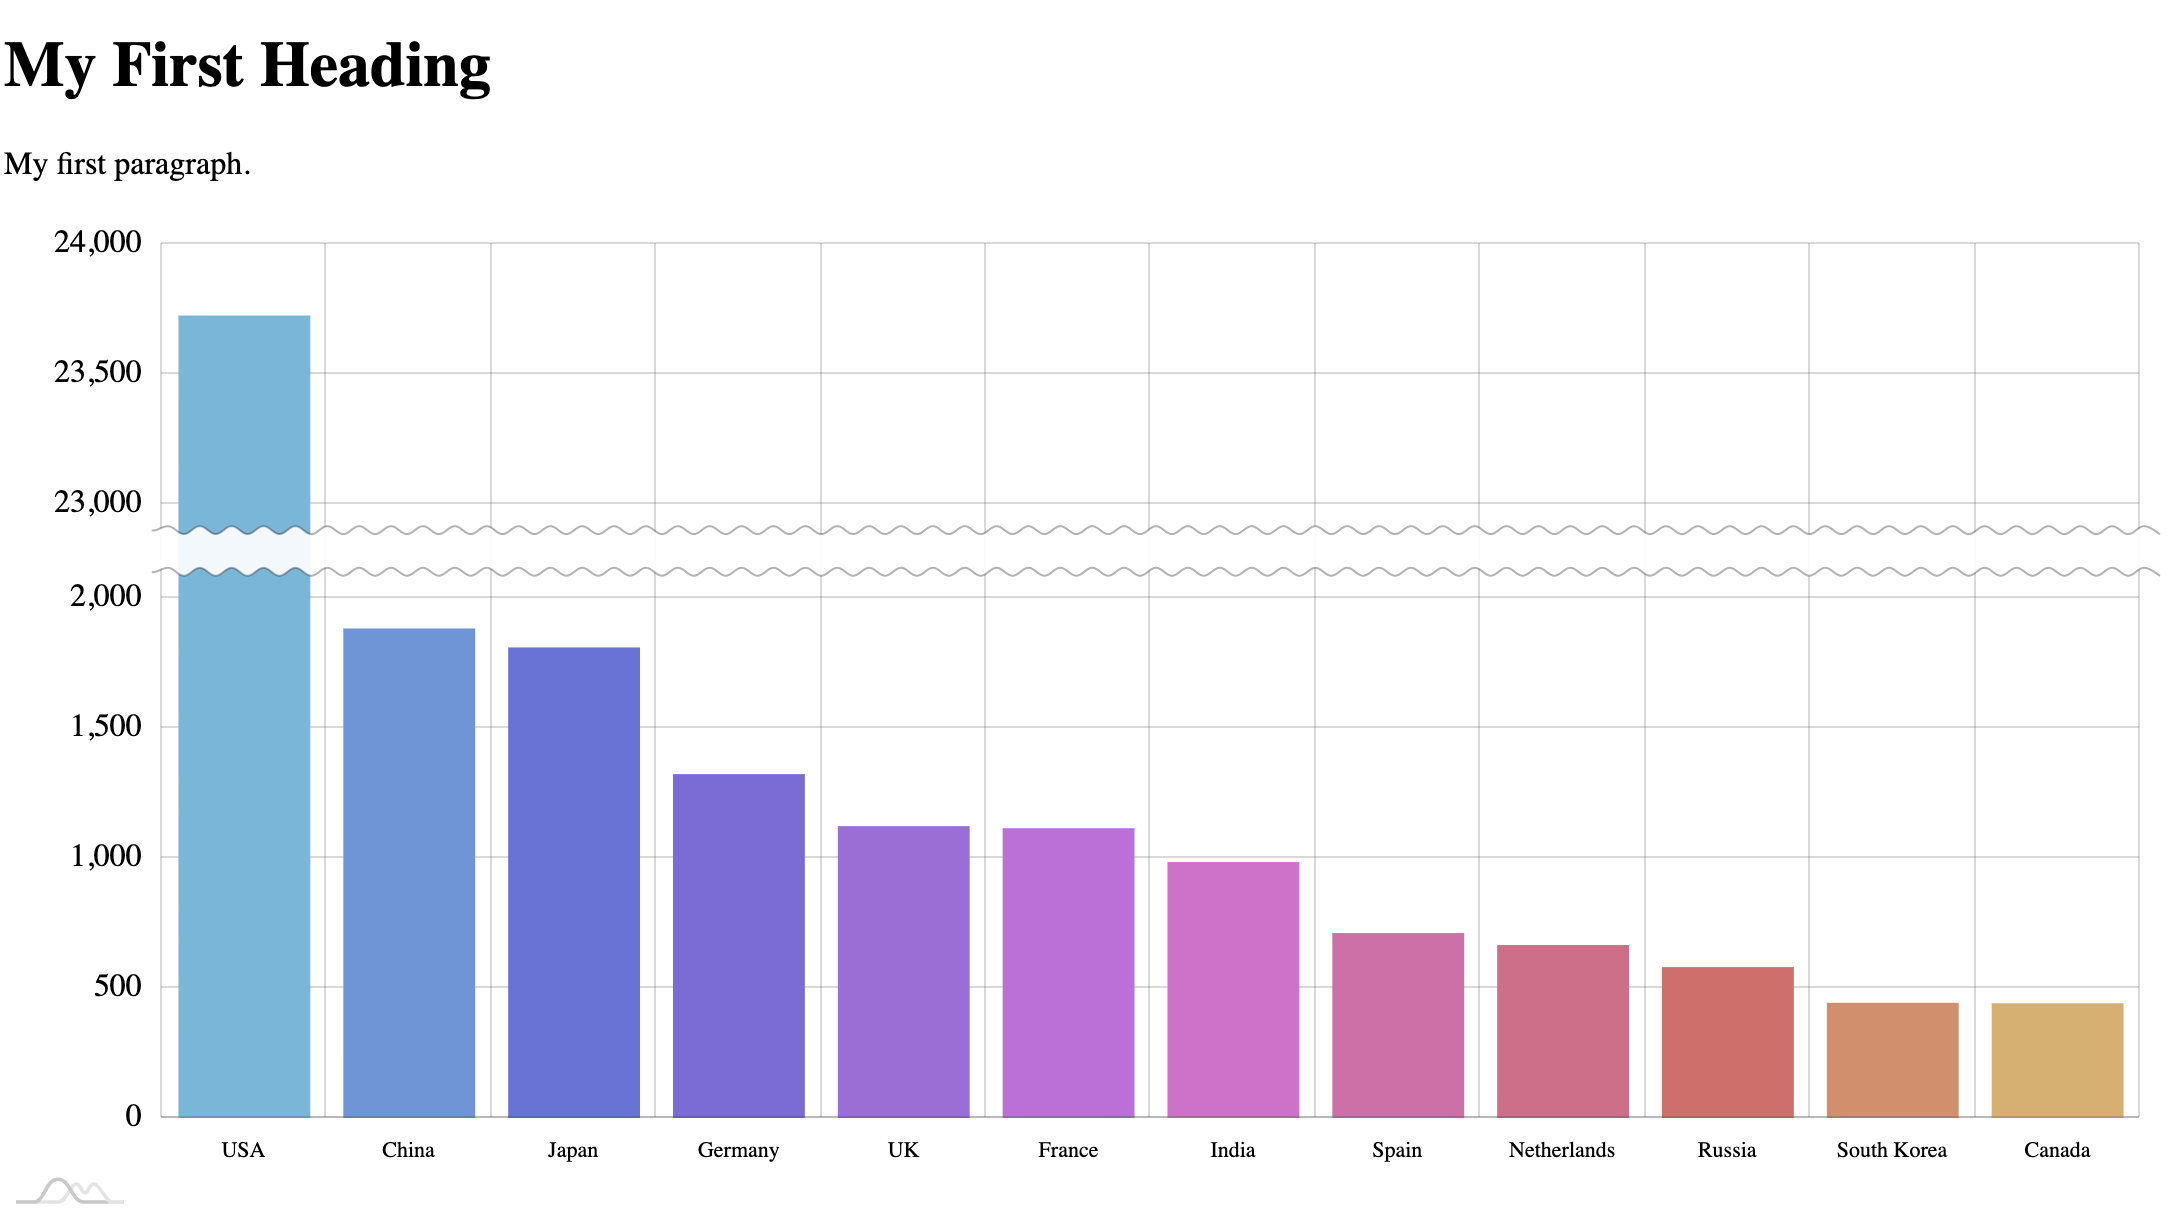 My First Heading
My first paragraph.
24,000
23,500
23,000
2,000
1,500
1,000
500
0
USA China Japan Germany UK France India Spain Netherlands Russia South Korea Canada